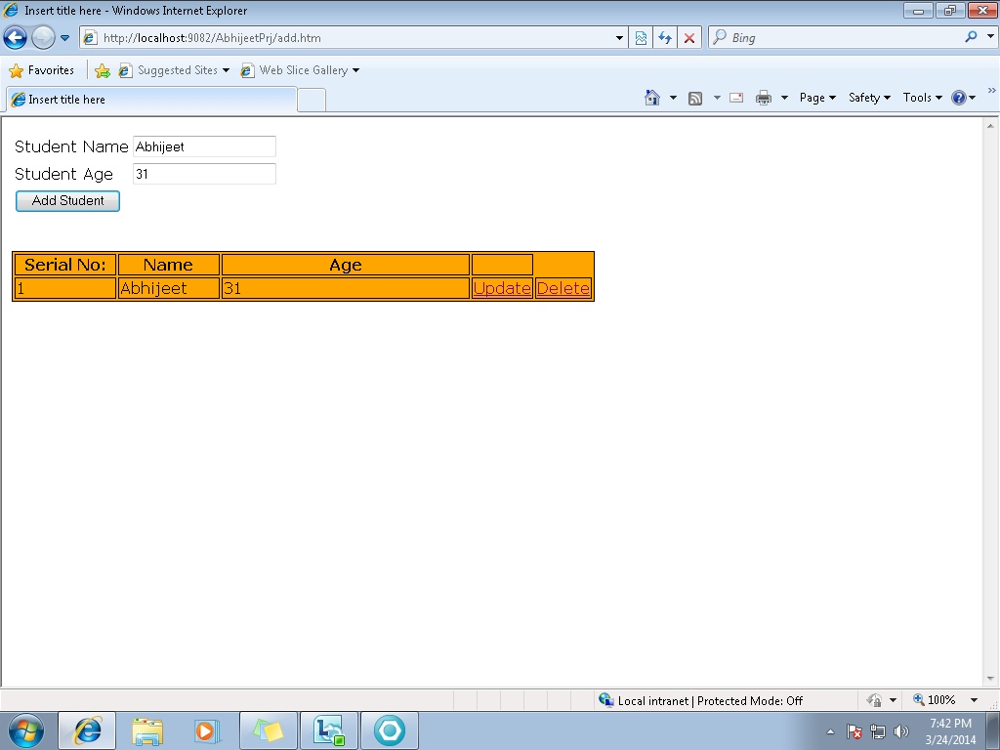 Insert title here - Windows Internet Explorer
http://localhost:9082/AbhijeetPrj/add.htm
Bing
Favorites
Suggested Sites
Web Slice Gallery
Insert title here
Page
Safety
Tools
»
Student Name Abhijeet
Student Age 31
Add Student
Serial No: Name Age
1 Abhijeet 31 Update Delete
Local intranet | Protected Mode: Off
100%
7:42 PM
3/24/2014